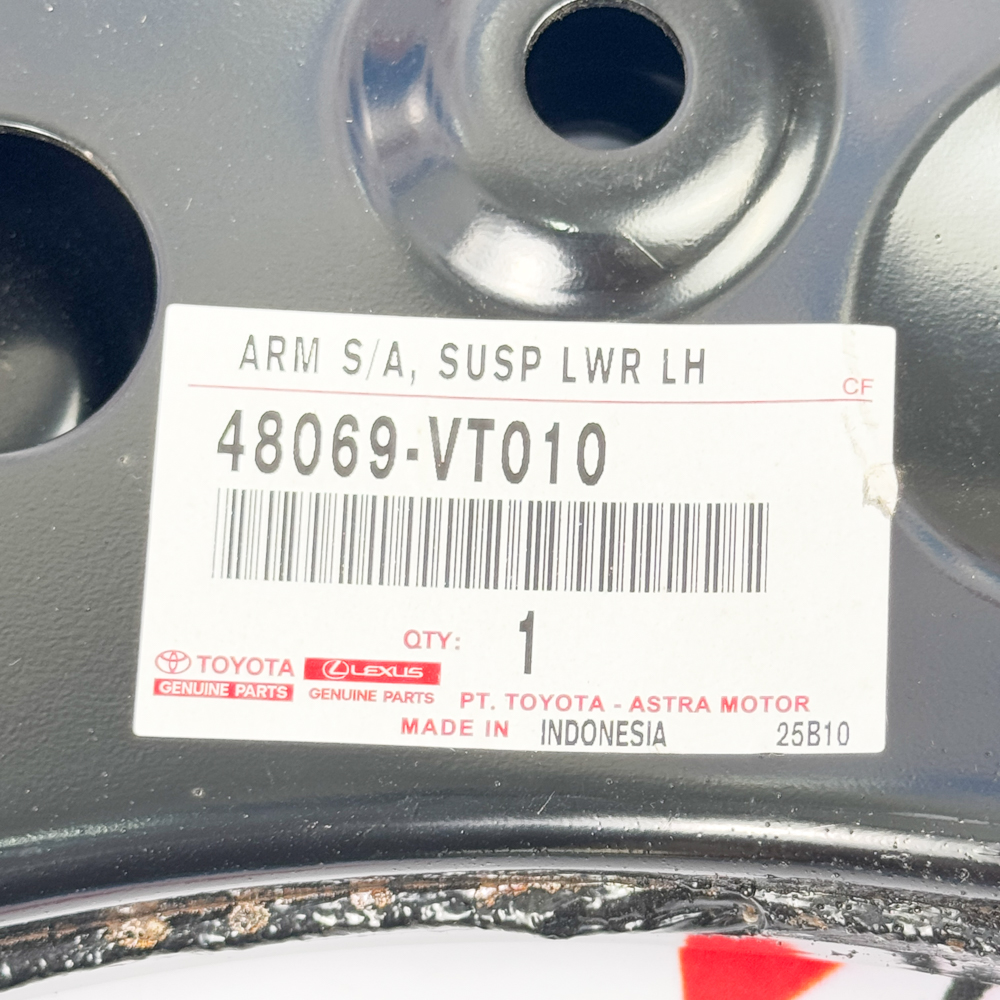 ARM S/A, SUSP LWR LH
CF
48069-VT010
QTY: 1
TOYOTA LEXUS
GENUINE PARTS GENUINE PARTS PT. TOYOTA - ASTRA MOTOR
MADE IN INDONESIA 25B10